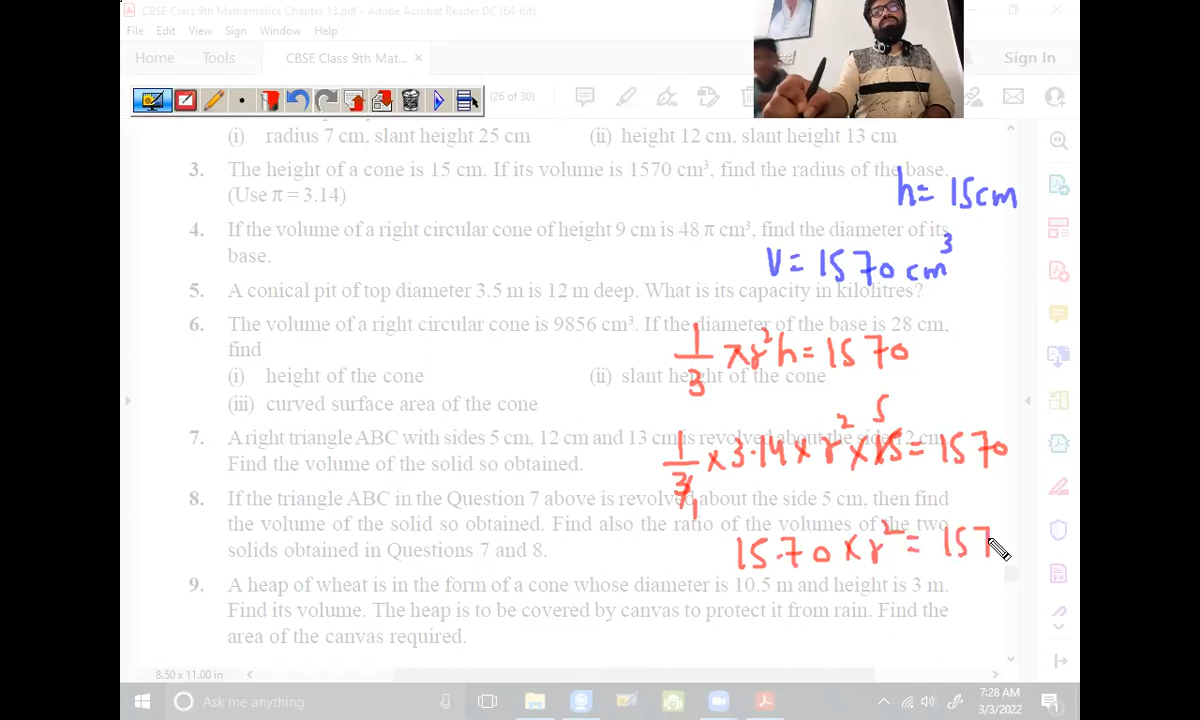 CBSE Class 9th Mathematics Chapter 13.pdf - Adobe Acrobat Reader DC (64-bit)
File Edit View Sign Window Help
Home Tools CBSE Class 9th Mat... × Sign In
(26 of 30)
(i) radius 7 cm, slant height 25 cm (ii) height 12 cm, slant height 13 cm
3. The height of a cone is 15 cm. If its volume is 1570 cm³, find the radius of the base.
(Use π = 3.14)
h= 15cm
4. If the volume of a right circular cone of height 9 cm is 48 π cm³, find the diameter of its
base.
V= 1570 cm³
5. A conical pit of top diameter 3.5 m is 12 m deep. What is its capacity in kilolitres?
6. The volume of a right circular cone is 9856 cm³. If the diameter of the base is 28 cm,
find
1/3 πr²h = 1570
(i) height of the cone (ii) slant height of the cone
(iii) curved surface area of the cone
7. A right triangle ABC with sides 5 cm, 12 cm and 13 cm is revolved about the side 12 cm.
Find the volume of the solid so obtained.
1/3 × 3.14 × r² × 15 = 1570
5
1
8. If the triangle ABC in the Question 7 above is revolved about the side 5 cm, then find
the volume of the solid so obtained. Find also the ratio of the volumes of the two
solids obtained in Questions 7 and 8.
15.70 × r² = 157
9. A heap of wheat is in the form of a cone whose diameter is 10.5 m and height is 3 m.
Find its volume. The heap is to be covered by canvas to protect it from rain. Find the
area of the canvas required.
8.50 x 11.00 in
Ask me anything
7:28 AM
3/3/2022
1